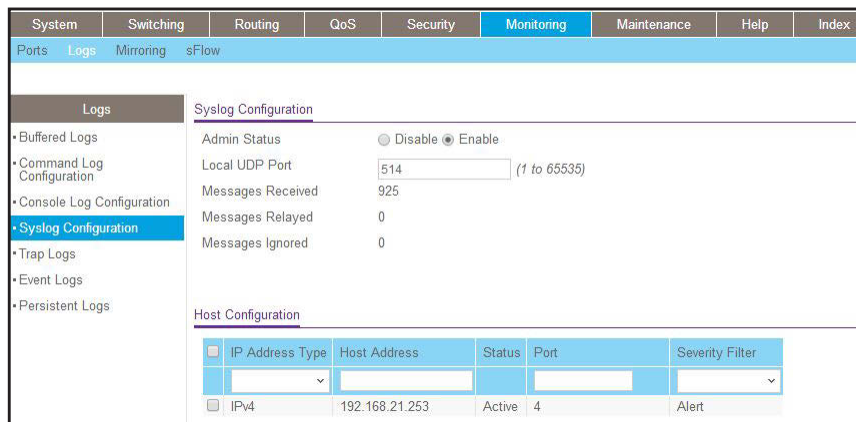 System Switching Routing QoS Security Monitoring Maintenance Help Index
Ports Logs Mirroring sFlow
Logs
Buffered Logs
Command Log
Configuration
Console Log Configuration
Syslog Configuration
Trap Logs
Event Logs
Persistent Logs
Syslog Configuration
Admin Status Disable Enable
Local UDP Port 514 (1 to 65535)
Messages Received 925
Messages Relayed 0
Messages Ignored 0
Host Configuration
IP Address Type Host Address Status Port Severity Filter
IPv4 192.168.21.253 Active 4 Alert